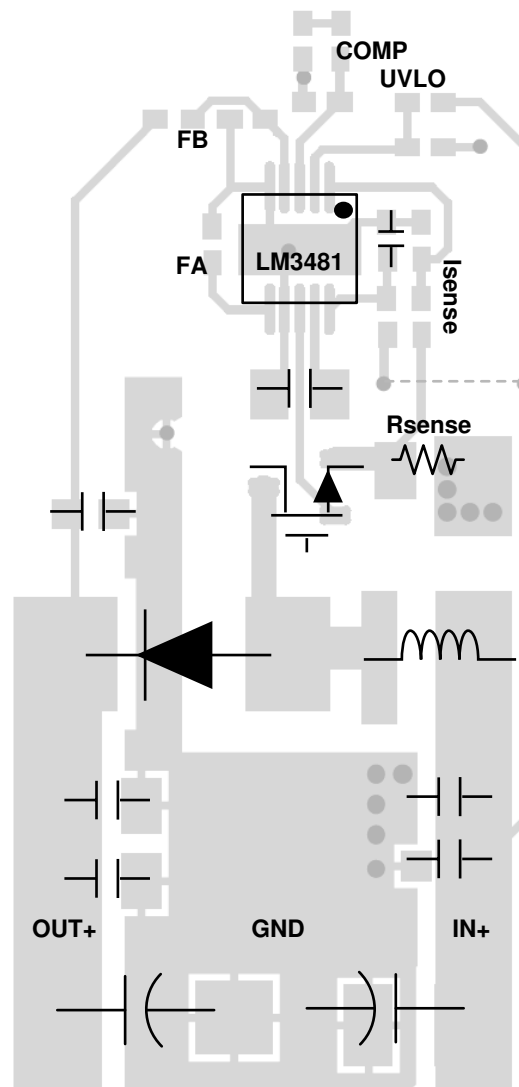 COMP
UVLO
FB
LM3481
FA
Isense
Rsense
OUT+
GND
IN+